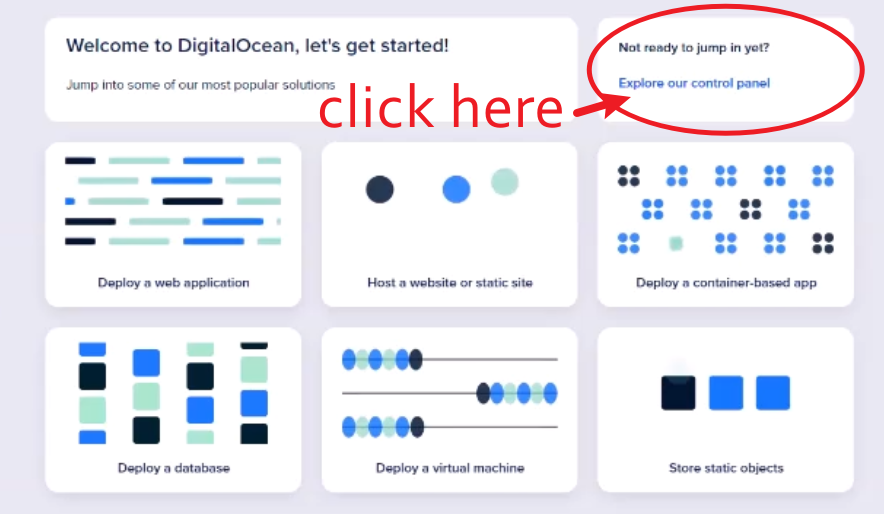 Welcome to DigitalOcean, let's get started!
Jump into some of our most popular solutions
Not ready to jump in yet?
Explore our control panel
click here
Deploy a web application
Host a website or static site
Deploy a container-based app
Deploy a database
Deploy a virtual machine
Store static objects